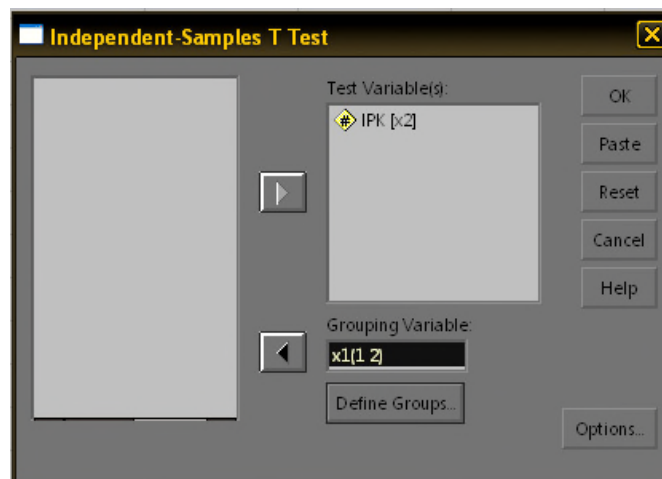 Independent-Samples T Test
Test Variable(s):
# IPK [x2]
OK
Paste
Reset
Cancel
Help
Grouping Variable:
x1(1 2)
Define Groups...
Options...